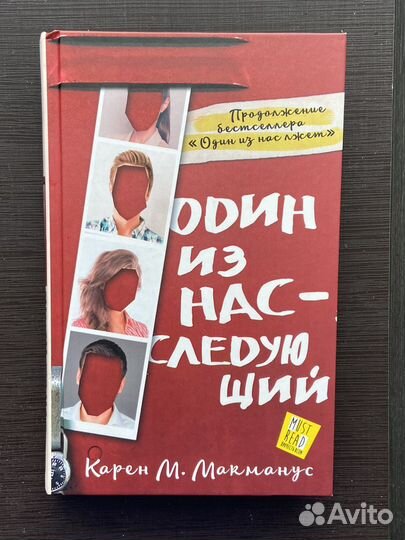 Продолжение
бестселлера
«Один из нас лжет»
ОДИН
ИЗ
НАС-
СЛЕДУЮ
ЩИЙ
MUST
READ
Карен М. Макманус
Avito